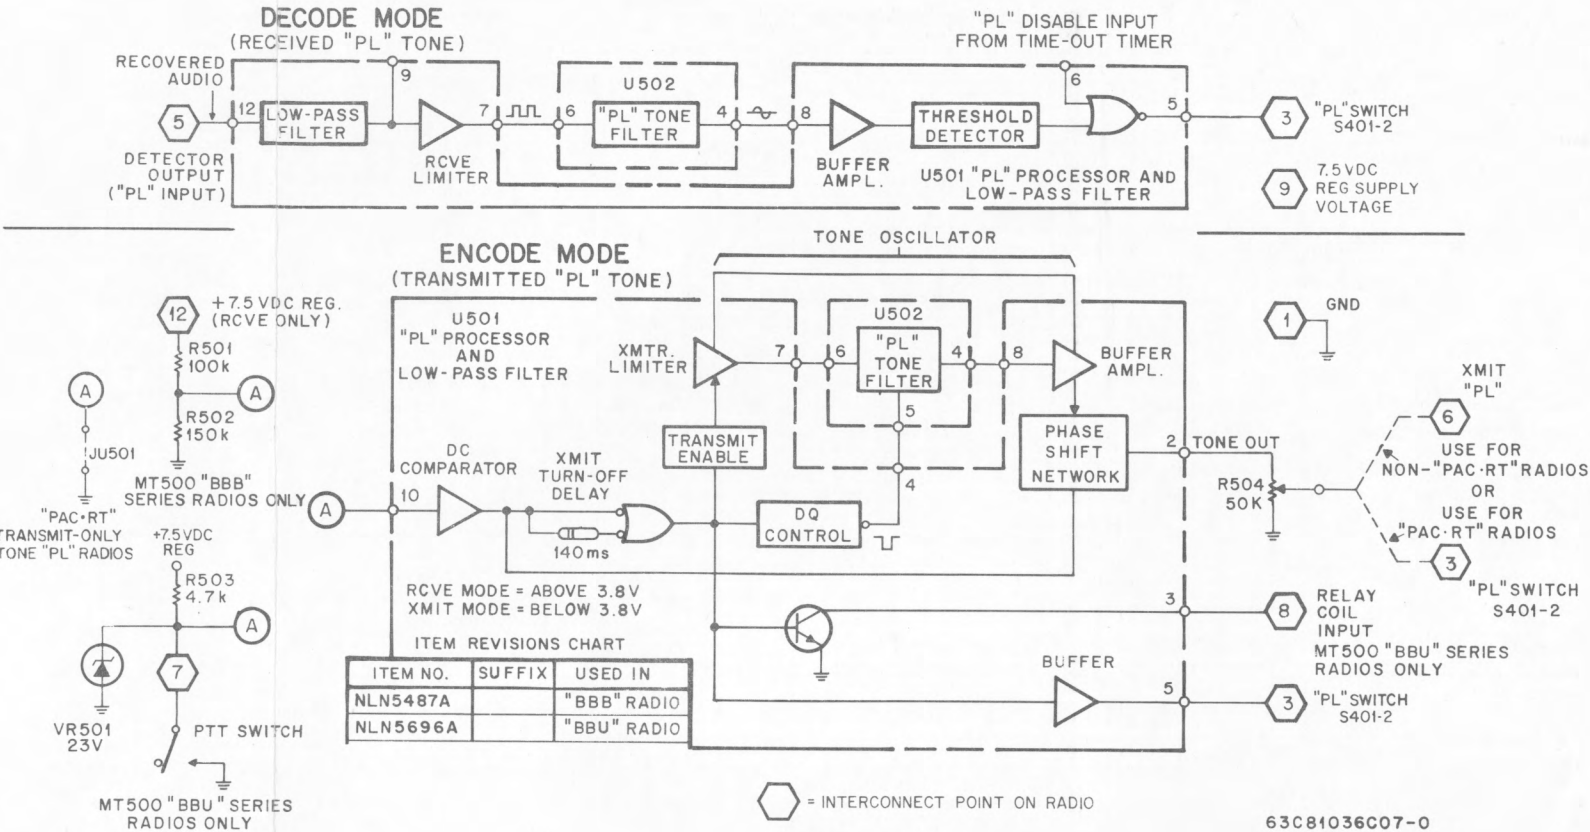 DECODE MODE
(RECEIVED "PL" TONE)
RECOVERED
AUDIO
5
DETECTOR
OUTPUT
("PL" INPUT)
12
LOW-PASS
FILTER
9
RCVE
LIMITER
7
U502
6
"PL" TONE
FILTER
4
8
BUFFER
AMPL.
THRESHOLD
DETECTOR
"PL" DISABLE INPUT
FROM TIME-OUT TIMER
6
5
U501 "PL" PROCESSOR AND
LOW-PASS FILTER
3
"PL" SWITCH
S401-2
9
7.5 VDC
REG SUPPLY
VOLTAGE
ENCODE MODE
(TRANSMITTED "PL" TONE)
TONE OSCILLATOR
12
+7.5 VDC REG.
(RCVE ONLY)
R501
100k
A
R502
150k
MT500 "BBB"
SERIES RADIOS ONLY
A
JU501
"PAC·RT"
TRANSMIT-ONLY
TONE "PL" RADIOS
+7.5VDC
REG
R503
4.7k
A
7
VR501
23V
PTT SWITCH
MT500 "BBU" SERIES
RADIOS ONLY
U501
"PL" PROCESSOR
AND
LOW-PASS FILTER
XMTR.
LIMITER
7
U502
6
"PL"
TONE
FILTER
4
5
4
8
BUFFER
AMPL.
TRANSMIT
ENABLE
PHASE
SHIFT
NETWORK
2
TONE OUT
A
10
DC
COMPARATOR
XMIT
TURN-OFF
DELAY
140ms
DQ
CONTROL
RCVE MODE = ABOVE 3.8V
XMIT MODE = BELOW 3.8V
ITEM REVISIONS CHART
ITEM NO. SUFFIX USED IN
NLN5487A "BBB" RADIO
NLN5696A "BBU" RADIO
BUFFER
3
5
1
GND
XMIT
"PL"
6
USE FOR
NON-"PAC·RT" RADIOS
OR
USE FOR
"PAC·RT" RADIOS
R504
50K
3
"PL" SWITCH
S401-2
8
RELAY
COIL
INPUT
MT500 "BBU" SERIES
RADIOS ONLY
3
"PL" SWITCH
S401-2
= INTERCONNECT POINT ON RADIO
63C81036C07-0